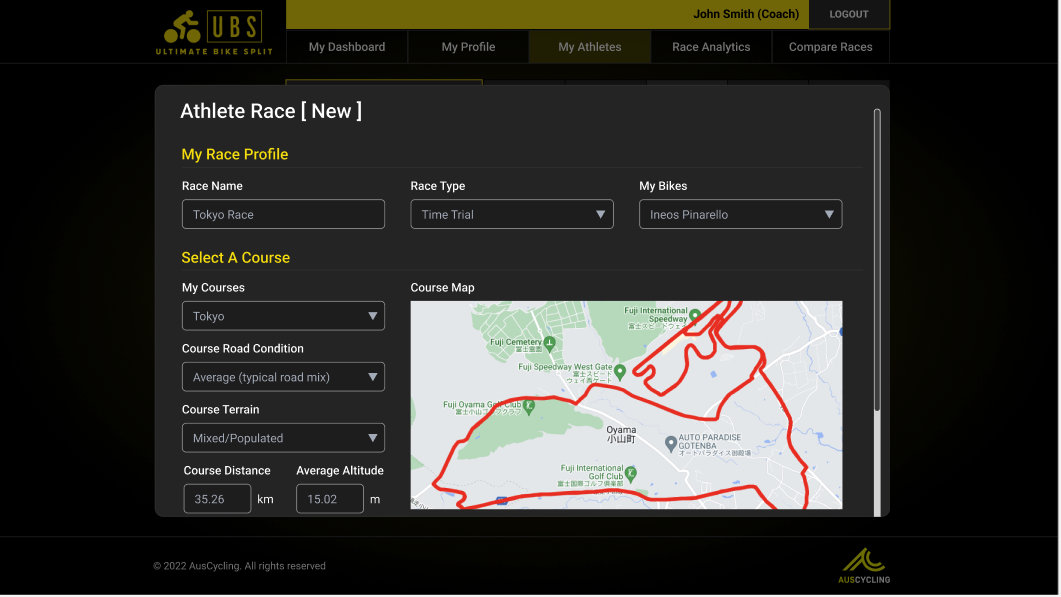 UBS
ULTIMATE BIKE SPLIT
John Smith (Coach)
LOGOUT
My Dashboard
My Profile
My Athletes
Race Analytics
Compare Races
Athlete Race [ New ]
My Race Profile
Race Name
Race Type
My Bikes
Tokyo Race
Time Trial
Ineos Pinarello
Select A Course
My Courses
Course Map
Tokyo
Course Road Condition
Average (typical road mix)
Course Terrain
Mixed/Populated
Course Distance
Average Altitude
35.26 km
15.02 m
Fuji International
Speedway
富士スピードウェイ
Fuji Cemetery
富士霊園
Fuji Speedway West Gate
富士スピード
ウェイ西ゲート
Fuji Oyama Golf Club
富士小山ゴルフクラブ
Oyama
小山町
AUTO PARADISE
GOTENBA
オートパラダイス御殿場
Fuji International
Golf Club
富士国際ゴルフ倶楽部
© 2022 AusCycling. All rights reserved
AUSCYCLING